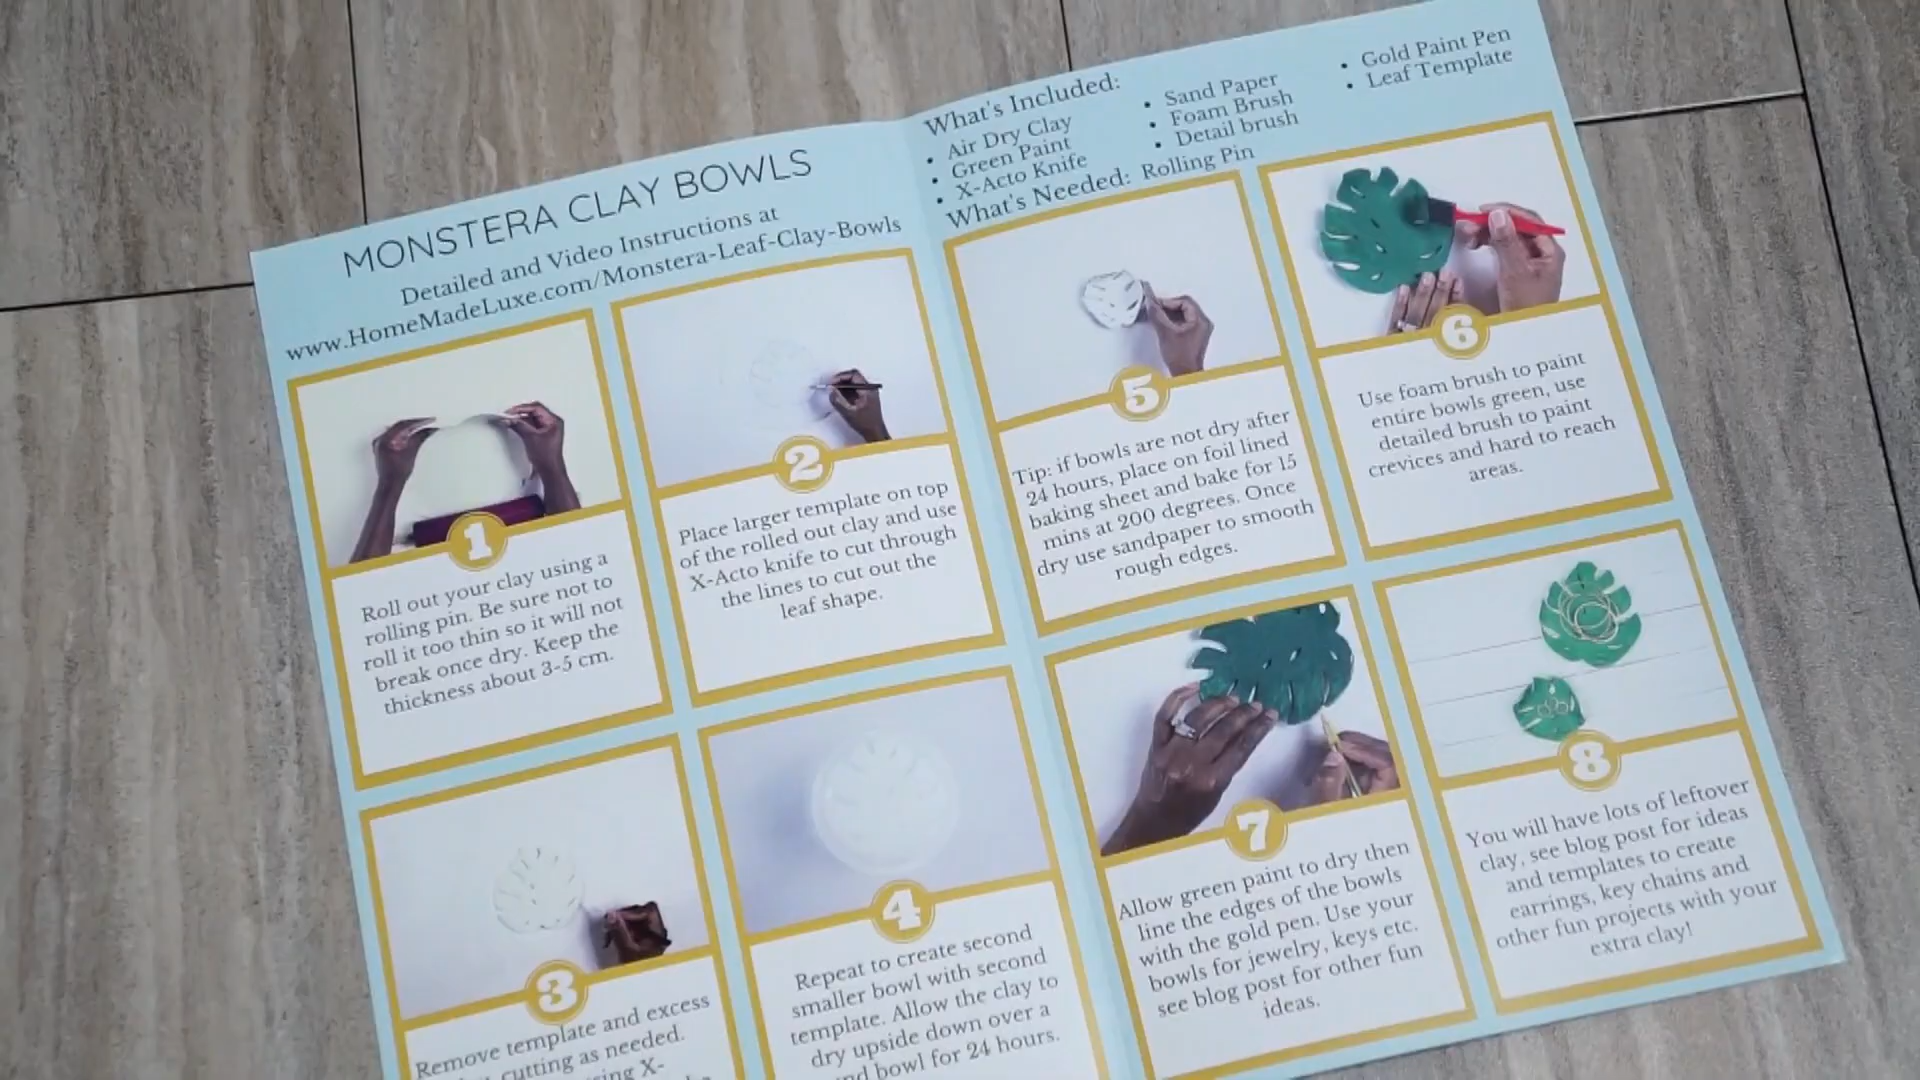 MONSTERA CLAY BOWLS
Detailed and Video Instructions at
www.HomeMadeLuxe.com/Monstera-Leaf-Clay-Bowls
What's Included:
• Air Dry Clay
• Green Paint
• X-Acto Knife
• Sand Paper
• Foam Brush
• Detail brush
• Gold Paint Pen
• Leaf Template
What's Needed: Rolling Pin
1
Roll out your clay using a
rolling pin. Be sure not to
roll it too thin so it will not
break once dry. Keep the
thickness about 3-5 cm.
2
Place larger template on top
of the rolled out clay and use
X-Acto knife to cut through
the lines to cut out the
leaf shape.
3
Remove template and excess
cutting as needed.
X-
4
Repeat to create second
smaller bowl with second
template. Allow the clay to
dry upside down over a
bowl for 24 hours.
5
Tip: if bowls are not dry after
24 hours, place on foil lined
baking sheet and bake for 15
mins at 200 degrees. Once
dry use sandpaper to smooth
rough edges.
6
Use foam brush to paint
entire bowls green, use
detailed brush to paint
crevices and hard to reach
areas.
7
Allow green paint to dry then
line the edges of the bowls
with the gold pen. Use your
bowls for jewelry, keys etc.
see blog post for other fun
ideas.
8
You will have lots of leftover
clay, see blog post for ideas
and templates to create
earrings, key chains and
other fun projects with your
extra clay!